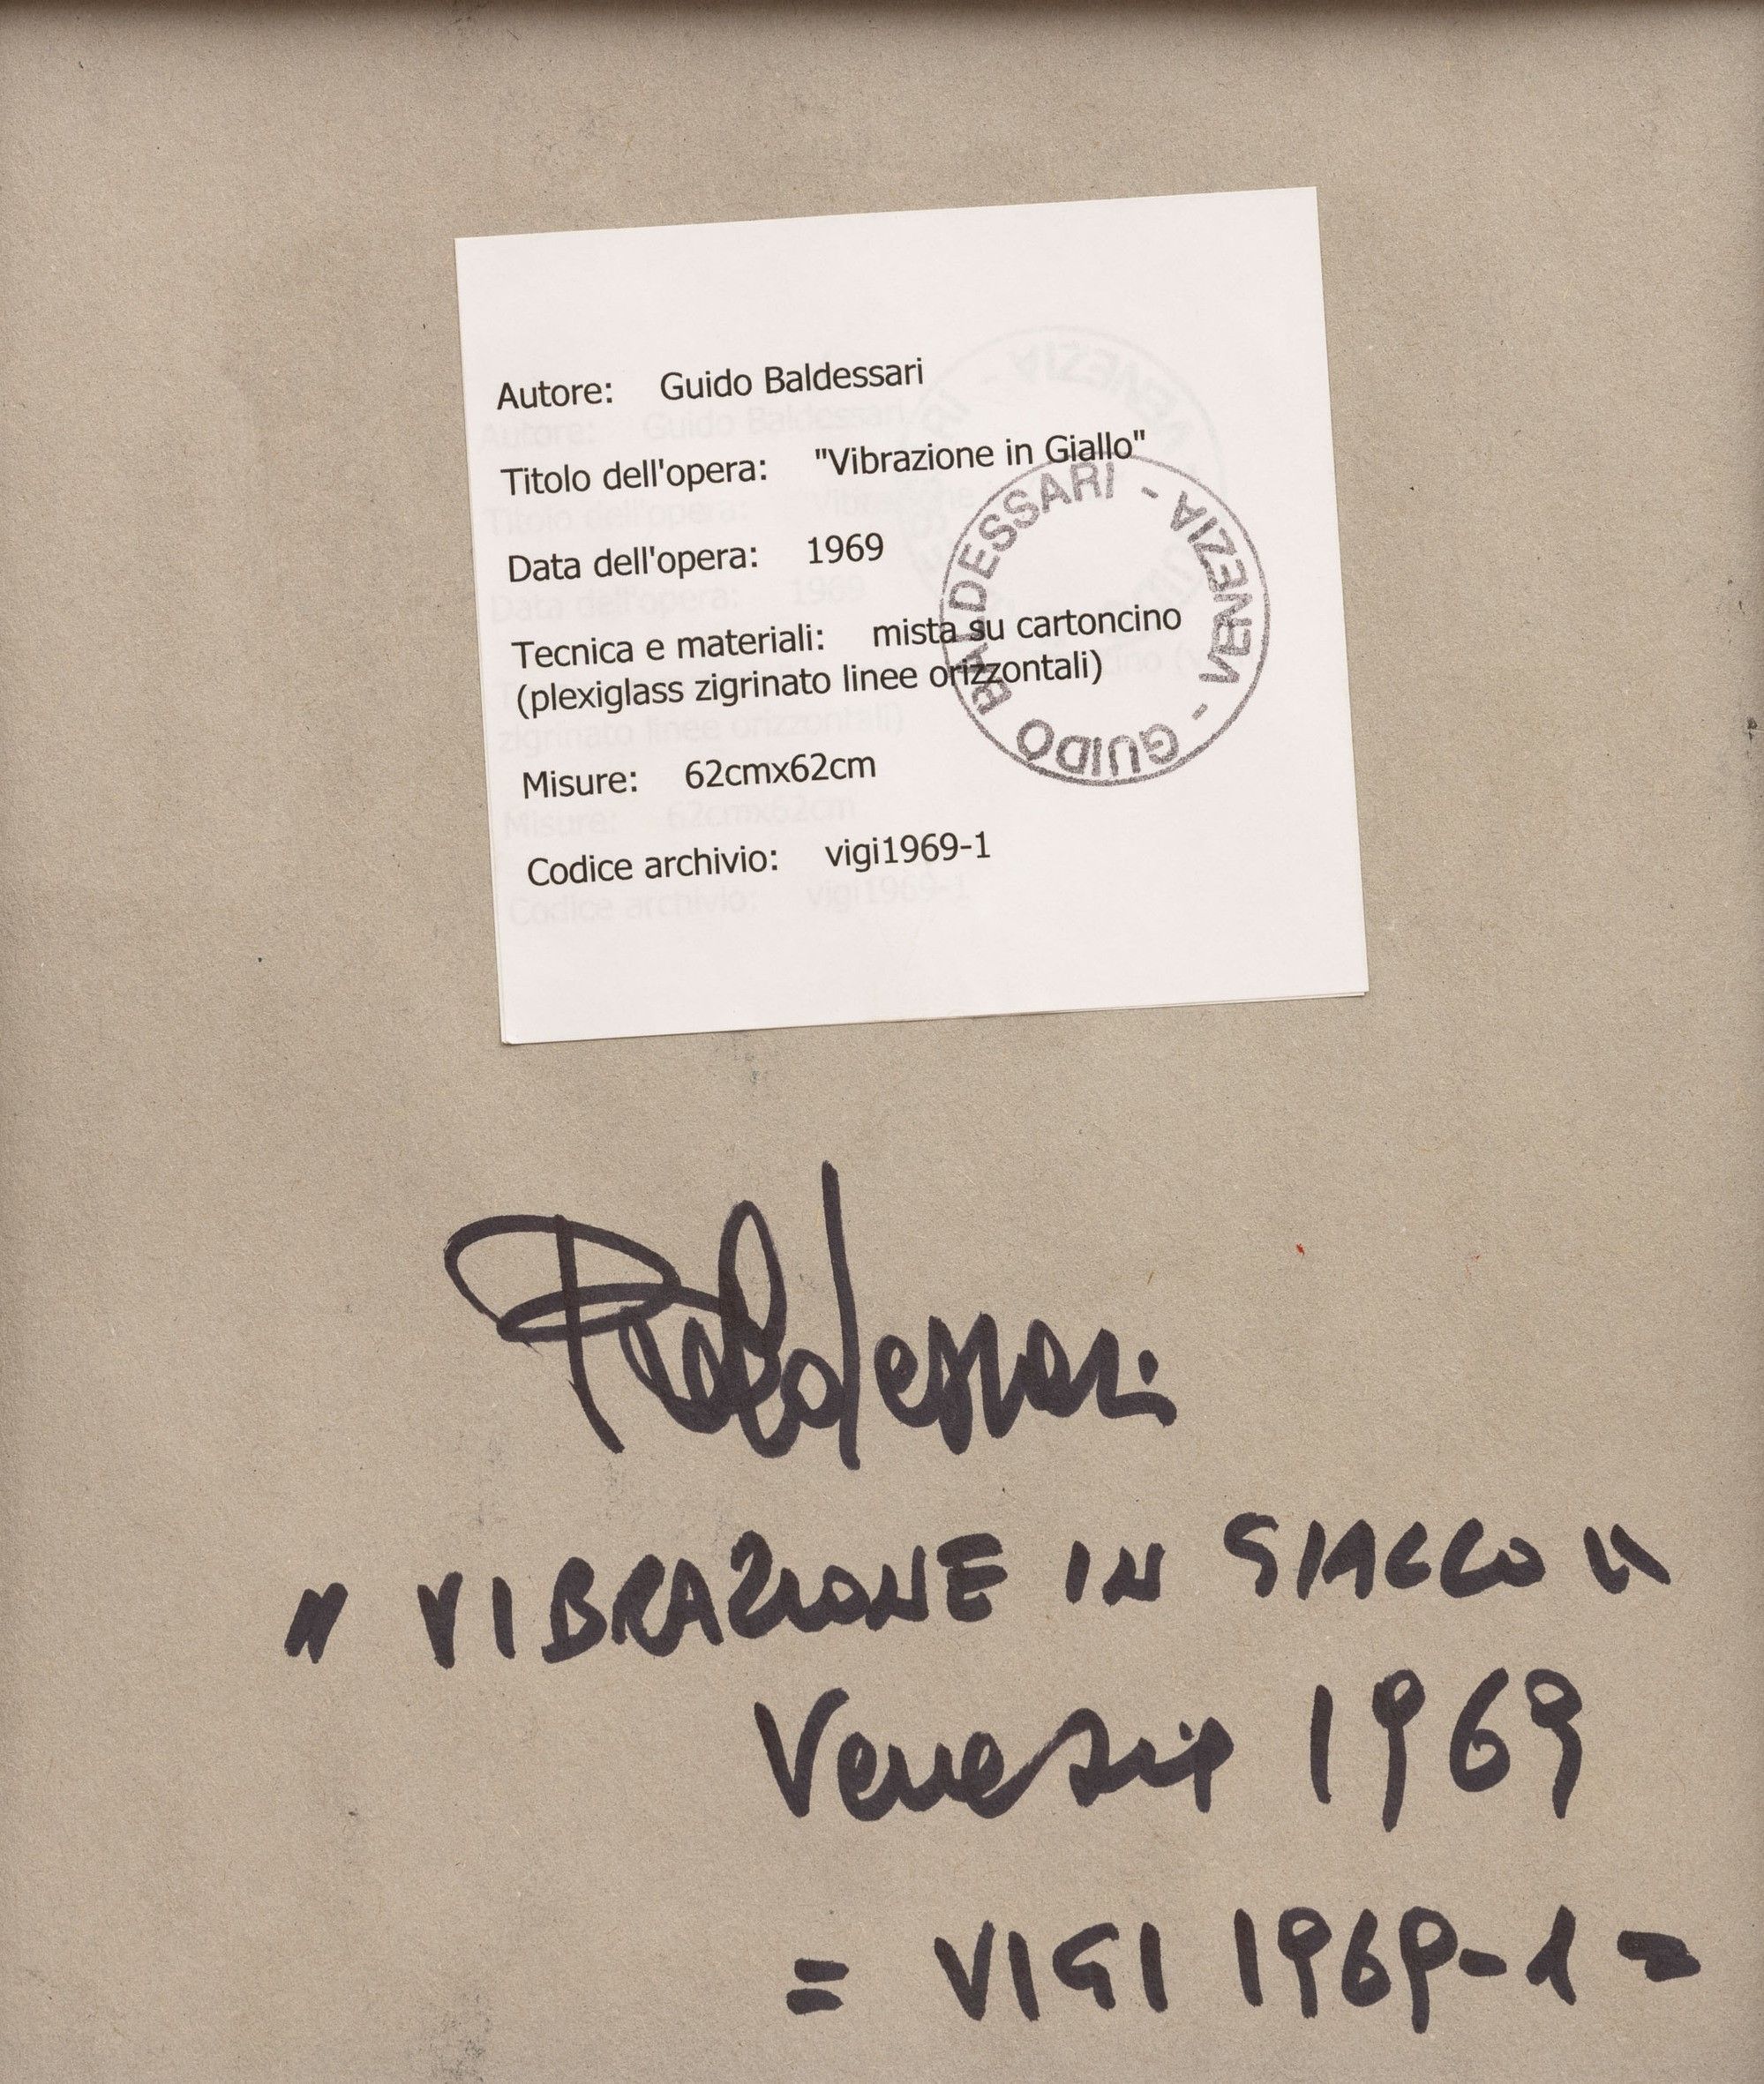 Autore: Guido Baldessari
Titolo dell'opera: "Vibrazione in Giallo"
Data dell'opera: 1969
Tecnica e materiali: mista su cartoncino
(plexiglass zigrinato linee orizzontali)
Misure: 62cmx62cm
Codice archivio: vigi1969-1
GUIDO BALDESSARI - VENEZIA -
Baldessari
"VIBRAZIONE IN GIALLO"
Venezia 1969
= VIGI 1969-1 =